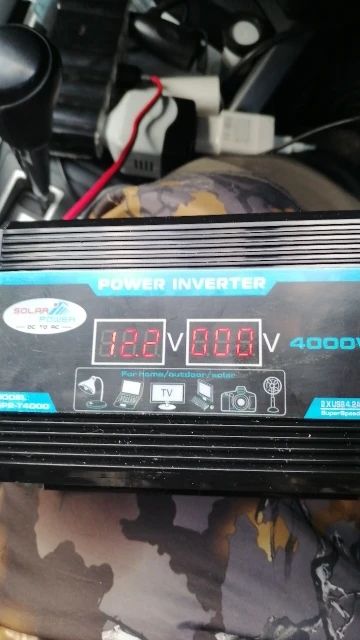 POWER INVERTER
SOLAR
POWER
DC TO AC
12.2 V 000 V
4000W
For home/outdoor/solar
TV
MODEL
2 X USB 4.2A
SuperSpeed